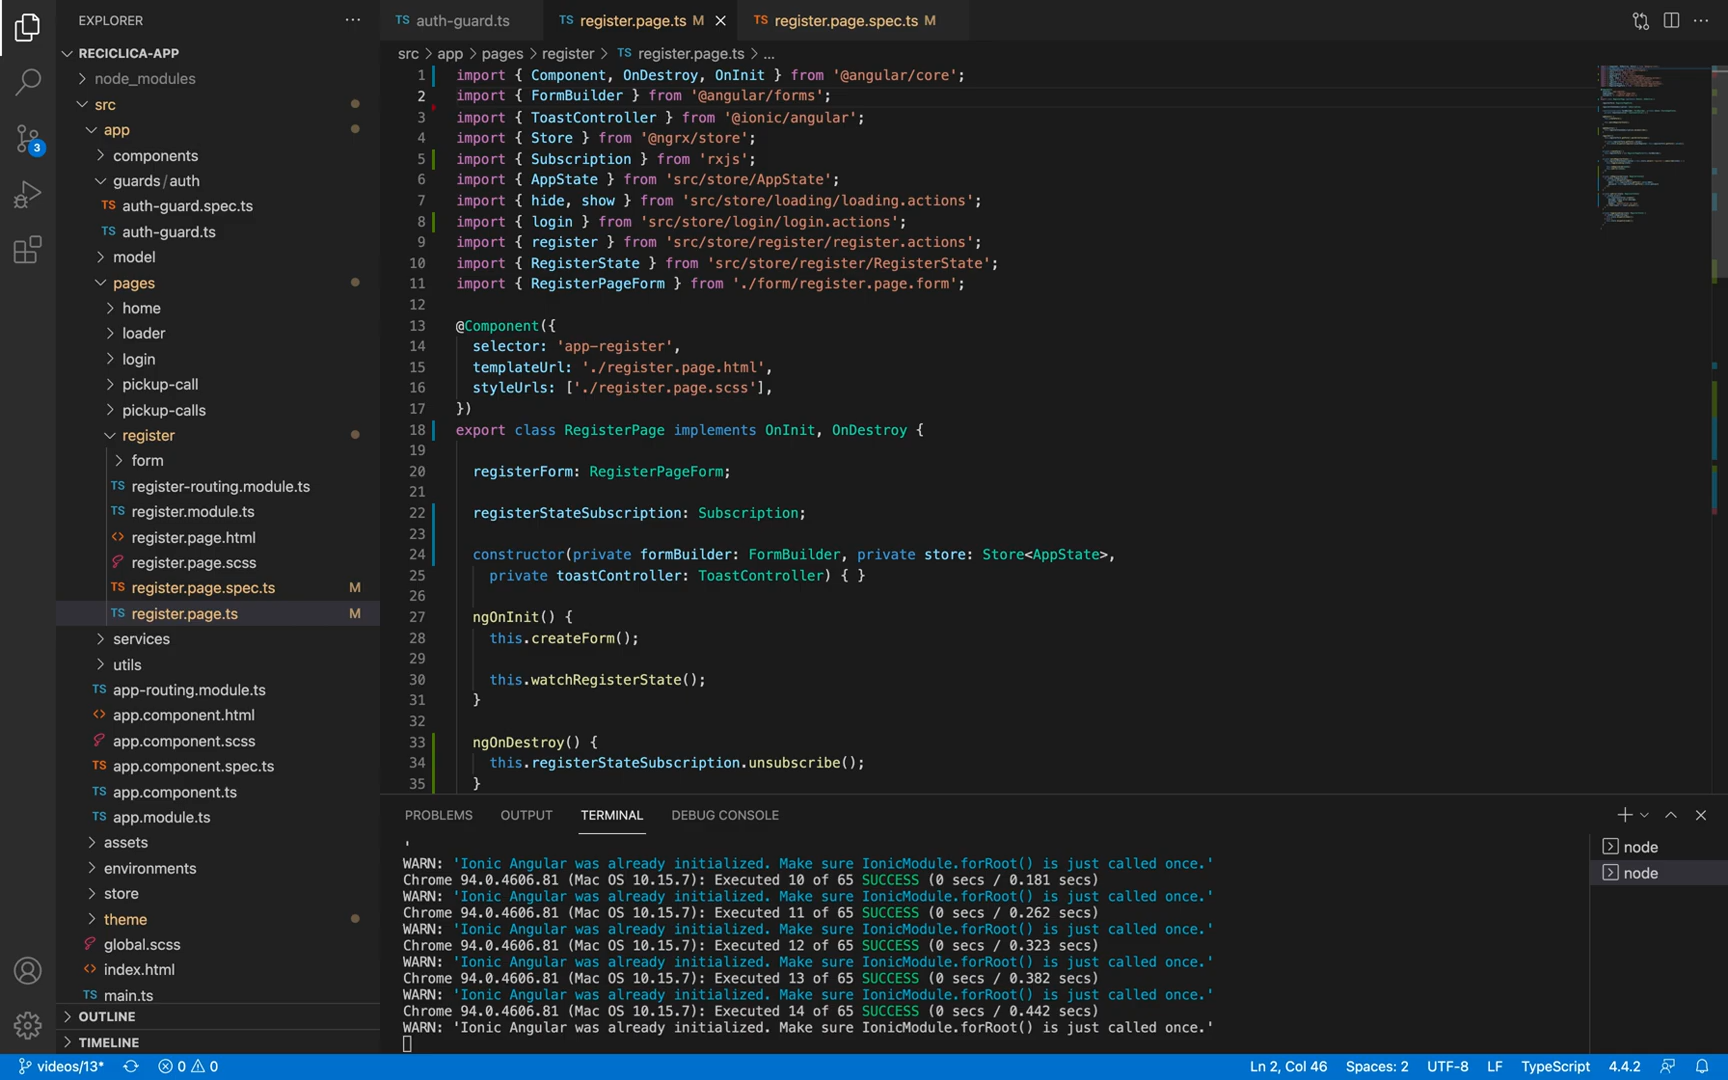 EXPLORER
RECICLICA-APP
node_modules
src
app
components
guards / auth
TS auth-guard.spec.ts
TS auth-guard.ts
model
pages
home
loader
login
pickup-call
pickup-calls
register
form
TS register-routing.module.ts
TS register.module.ts
<> register.page.html
register.page.scss
TS register.page.spec.ts M
TS register.page.ts M
services
utils
TS app-routing.module.ts
<> app.component.html
app.component.scss
TS app.component.spec.ts
TS app.component.ts
TS app.module.ts
assets
environments
store
theme
global.scss
<> index.html
TS main.ts
OUTLINE
TIMELINE
3
TS auth-guard.ts
TS register.page.ts M
TS register.page.spec.ts M
src > app > pages > register > TS register.page.ts > ...
1 import { Component, OnDestroy, OnInit } from '@angular/core';
2 import { FormBuilder } from '@angular/forms';
3 import { ToastController } from '@ionic/angular';
4 import { Store } from '@ngrx/store';
5 import { Subscription } from 'rxjs';
6 import { AppState } from 'src/store/AppState';
7 import { hide, show } from 'src/store/loading/loading.actions';
8 import { login } from 'src/store/login/login.actions';
9 import { register } from 'src/store/register/register.actions';
10 import { RegisterState } from 'src/store/register/RegisterState';
11 import { RegisterPageForm } from './form/register.page.form';
12
13 @Component({
14 selector: 'app-register',
15 templateUrl: './register.page.html',
16 styleUrls: ['./register.page.scss'],
17 })
18 export class RegisterPage implements OnInit, OnDestroy {
19
20 registerForm: RegisterPageForm;
21
22 registerStateSubscription: Subscription;
23
24 constructor(private formBuilder: FormBuilder, private store: Store<AppState>,
25 private toastController: ToastController) { }
26
27 ngOnInit() {
28 this.createForm();
29
30 this.watchRegisterState();
31 }
32
33 ngOnDestroy() {
34 this.registerStateSubscription.unsubscribe();
35 }
PROBLEMS OUTPUT TERMINAL DEBUG CONSOLE
'
WARN: 'Ionic Angular was already initialized. Make sure IonicModule.forRoot() is just called once.'
Chrome 94.0.4606.81 (Mac OS 10.15.7): Executed 10 of 65 SUCCESS (0 secs / 0.181 secs)
WARN: 'Ionic Angular was already initialized. Make sure IonicModule.forRoot() is just called once.'
Chrome 94.0.4606.81 (Mac OS 10.15.7): Executed 11 of 65 SUCCESS (0 secs / 0.262 secs)
WARN: 'Ionic Angular was already initialized. Make sure IonicModule.forRoot() is just called once.'
Chrome 94.0.4606.81 (Mac OS 10.15.7): Executed 12 of 65 SUCCESS (0 secs / 0.323 secs)
WARN: 'Ionic Angular was already initialized. Make sure IonicModule.forRoot() is just called once.'
Chrome 94.0.4606.81 (Mac OS 10.15.7): Executed 13 of 65 SUCCESS (0 secs / 0.382 secs)
WARN: 'Ionic Angular was already initialized. Make sure IonicModule.forRoot() is just called once.'
Chrome 94.0.4606.81 (Mac OS 10.15.7): Executed 14 of 65 SUCCESS (0 secs / 0.442 secs)
WARN: 'Ionic Angular was already initialized. Make sure IonicModule.forRoot() is just called once.'
node
node
videos/13* 0 0 Ln 2, Col 46 Spaces: 2 UTF-8 LF TypeScript 4.4.2